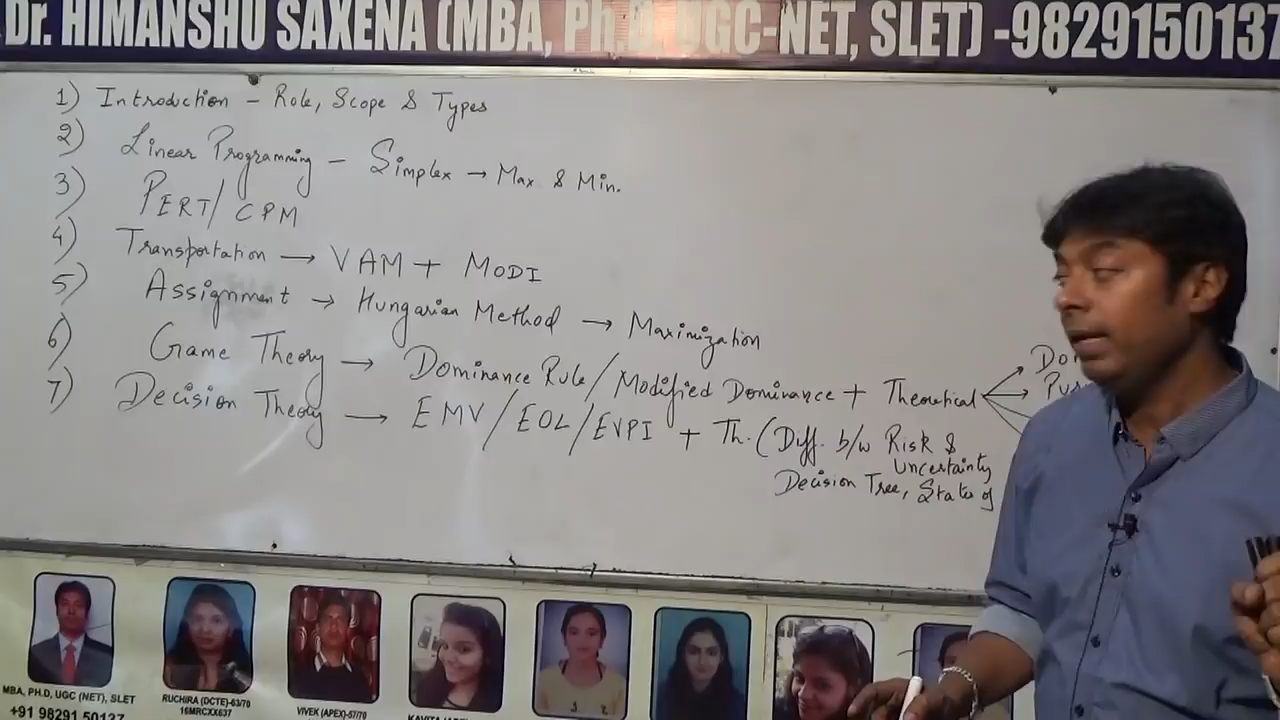 Dr. HIMANSHU SAXENA (MBA, Ph.D, UGC-NET, SLET) -9829150137
1) Introduction - Role, Scope & Types
2) Linear Programming - Simplex → Max & Min.
3) PERT/CPM
4) Transportation → VAM + MODI
5) Assignment → Hungarian Method → Maximization
6) Game Theory → Dominance Rule/Modified Dominance + Theoretical
7) Decision Theory → EMV/EOL/EVPI + Th. (Diff. b/w Risk &
Uncertainty
Decision Tree, States of
MBA, PH.D, UGC (NET), SLET
+91 98291 50137
RUCHIRA (DCTE)-63/70
16MRCXX637
VIVEK (APEX)-57/70